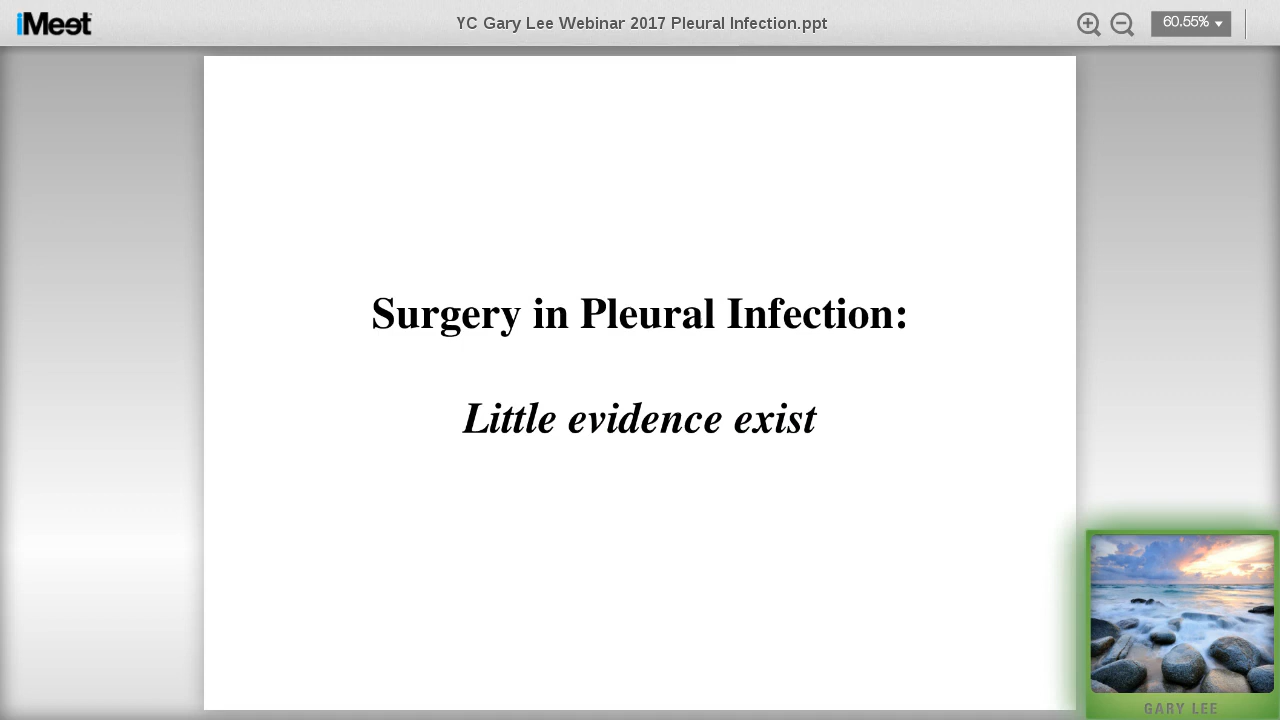 iMeet
YC Gary Lee Webinar 2017 Pleural Infection.ppt
60.55%
Surgery in Pleural Infection:
Little evidence exist
GARY LEE